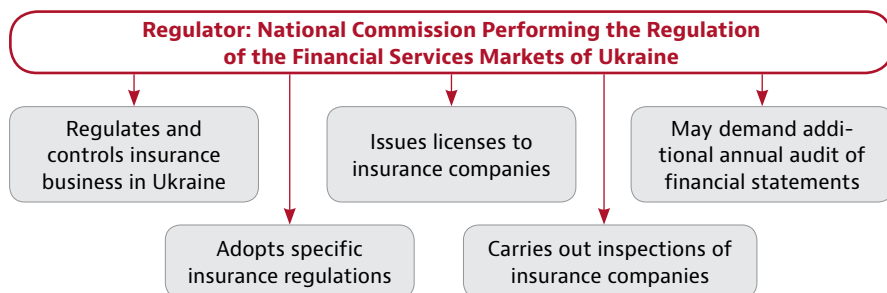 Regulator: National Commission Performing the Regulation
of the Financial Services Markets of Ukraine
Regulates and
controls insurance
business in Ukraine
Issues licenses to
insurance companies
May demand addi-
tional annual audit of
financial statements
Adopts specific
insurance regulations
Carries out inspections of
insurance companies